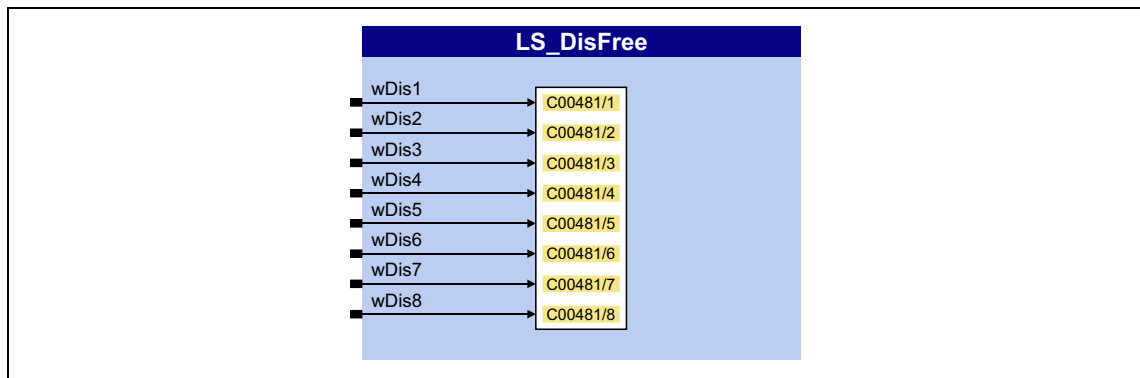 LS_DisFree
wDis1
C00481/1
wDis2
C00481/2
wDis3
C00481/3
wDis4
C00481/4
wDis5
C00481/5
wDis6
C00481/6
wDis7
C00481/7
wDis8
C00481/8